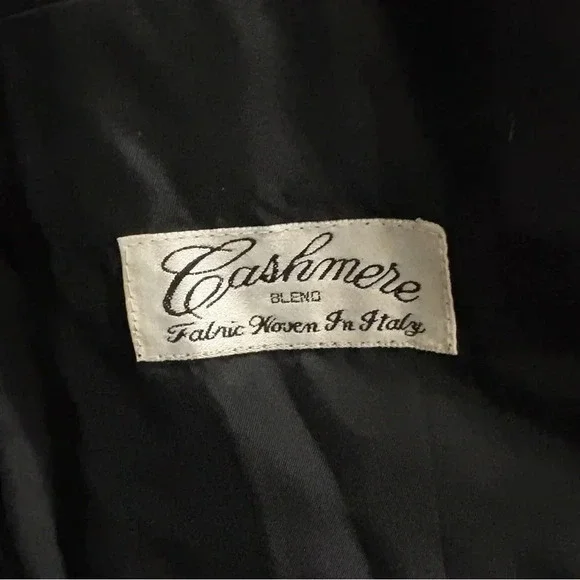 Cashmere
BLEND
Fabric Woven In Italy